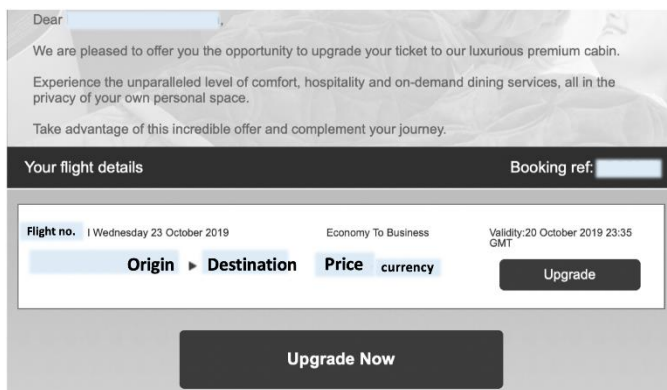 Dear ,
We are pleased to offer you the opportunity to upgrade your ticket to our luxurious premium cabin.
Experience the unparalleled level of comfort, hospitality and on-demand dining services, all in the
privacy of your own personal space.
Take advantage of this incredible offer and complement your journey.
Your flight details Booking ref:
Flight no. I Wednesday 23 October 2019 Economy To Business Validity:20 October 2019 23:35
GMT
Origin ▸ Destination Price currency Upgrade
Upgrade Now